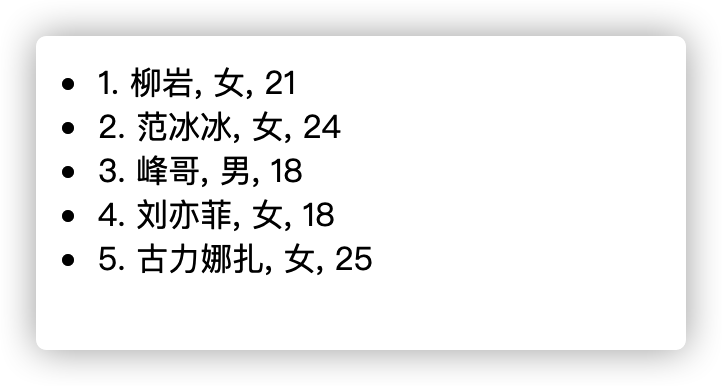 • 1. 柳岩, 女, 21
• 2. 范冰冰, 女, 24
• 3. 峰哥, 男, 18
• 4. 刘亦菲, 女, 18
• 5. 古力娜扎, 女, 25